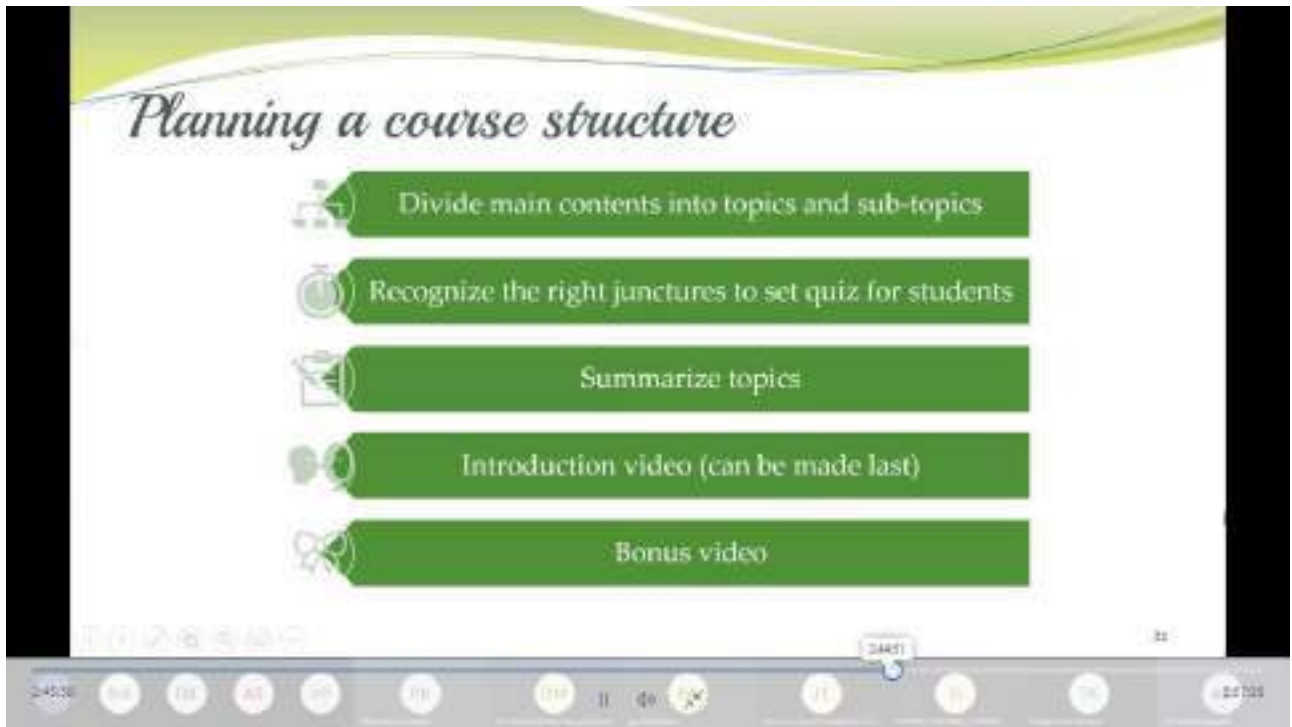 Planning a course structure
Divide main contents into topics and sub-topics
Recognize the right junctures to set quiz for students
Summarize topics
Introduction video (can be made last)
Bonus video